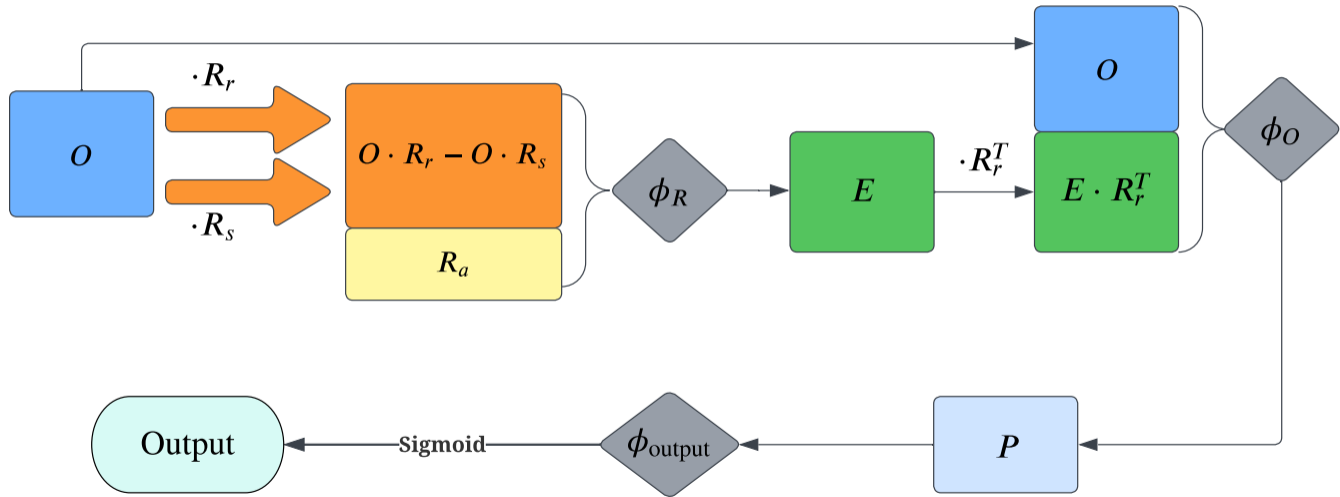 O
· R_r
· R_s
O · R_r − O · R_s
R_a
ϕ_R
E
· R_r^T
O
E · R_r^T
ϕ_O
P
ϕ_output
Sigmoid
Output